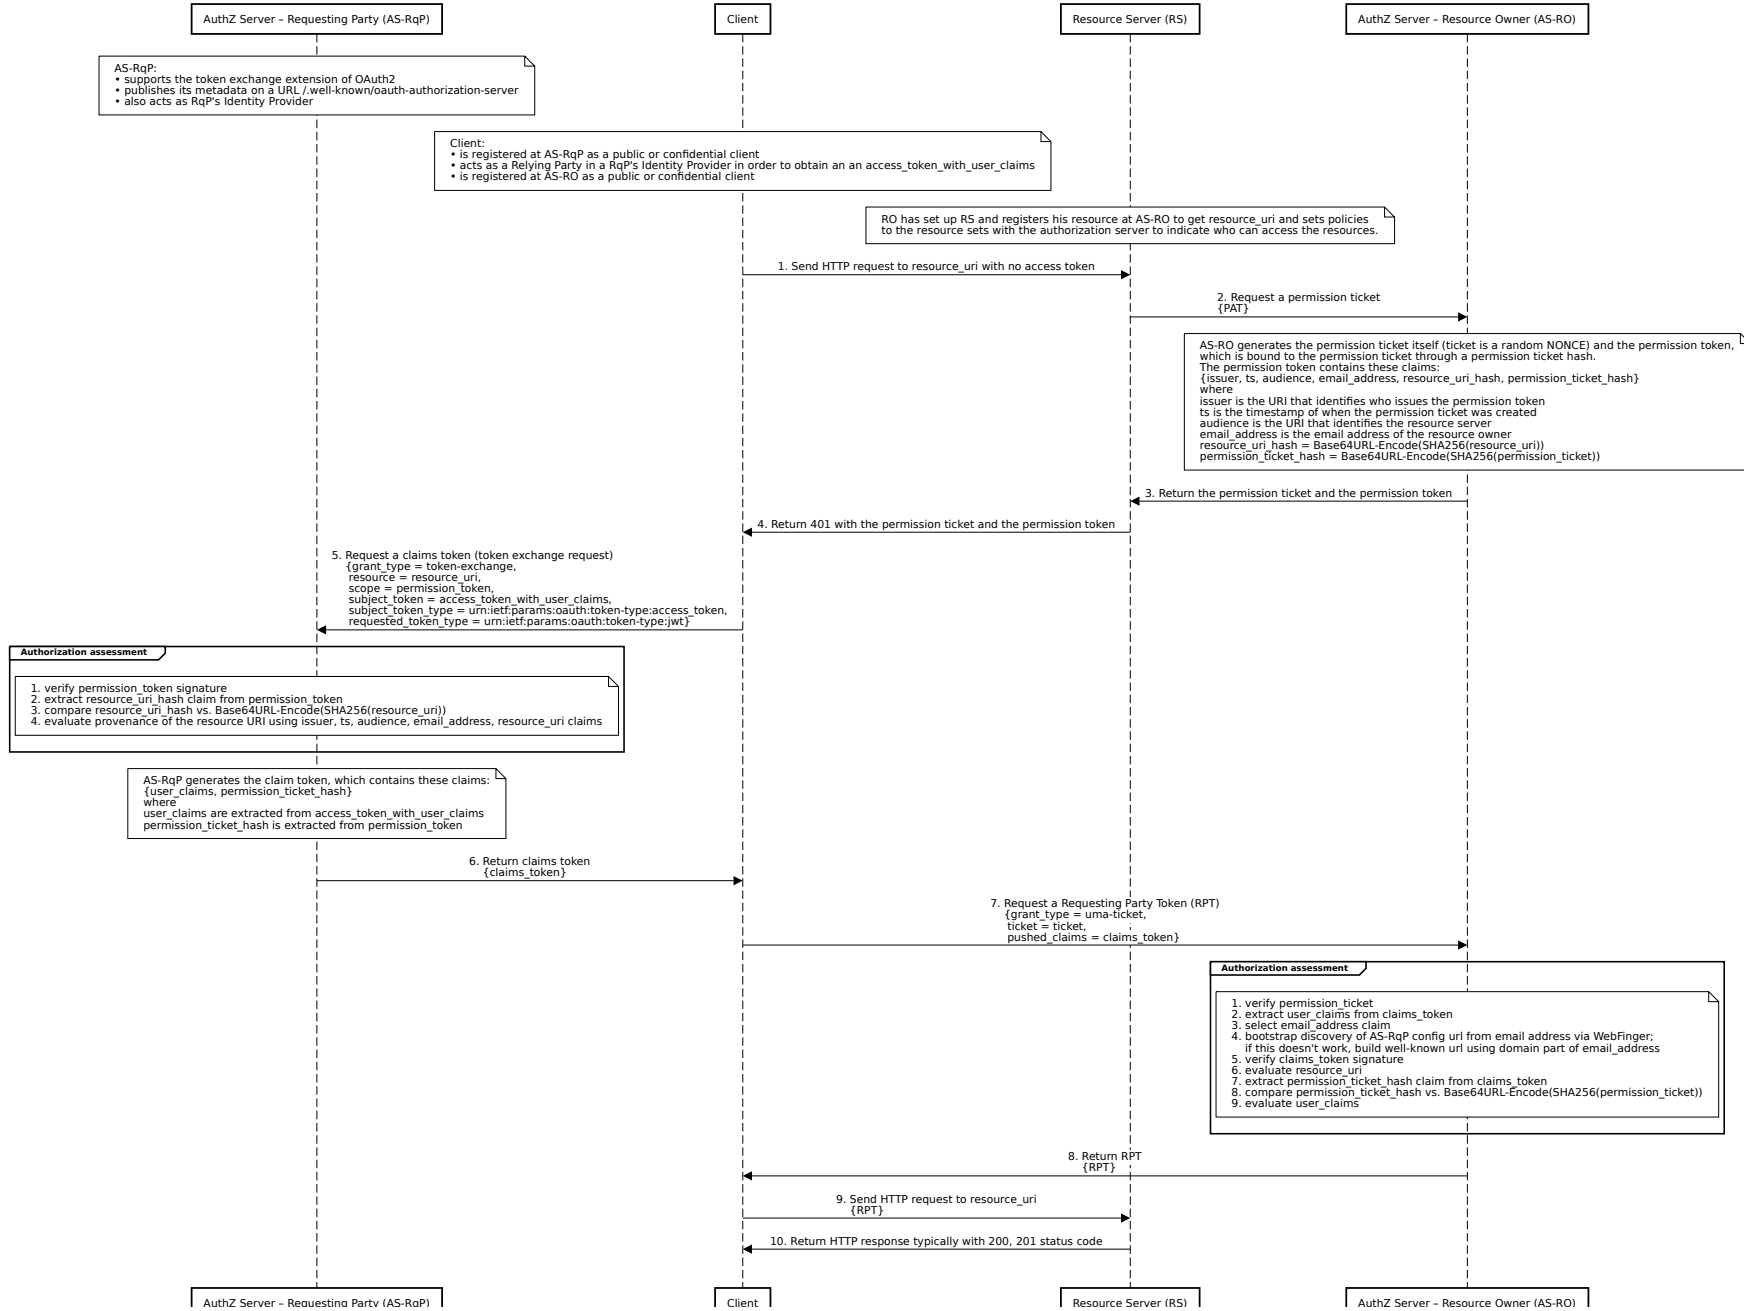 AuthZ Server – Requesting Party (AS-RqP)
Client
Resource Server (RS)
AuthZ Server – Resource Owner (AS-RO)
AS-RqP:
• supports the token exchange extension of OAuth2
• publishes its metadata on a URL /.well-known/oauth-authorization-server
• also acts as RqP's Identity Provider
Client:
• is registered at AS-RqP as a public or confidential client
• acts as a Relying Party in a RqP's Identity Provider in order to obtain an an access_token_with_user_claims
• is registered at AS-RO as a public or confidential client
RO has set up RS and registers his resource at AS-RO to get resource_uri and sets policies
to the resource sets with the authorization server to indicate who can access the resources.
1. Send HTTP request to resource_uri with no access token
2. Request a permission ticket
{PAT}
AS-RO generates the permission ticket itself (ticket is a random NONCE) and the permission token,
which is bound to the permission ticket through a permission ticket hash.
The permission token contains these claims:
{issuer, ts, audience, email_address, resource_uri_hash, permission_ticket_hash}
where
issuer is the URI that identifies who issues the permission token
ts is the timestamp of when the permission ticket was created
audience is the URI that identifies the resource server
email_address is the email address of the resource owner
resource_uri_hash = Base64URL-Encode(SHA256(resource_uri))
permission_ticket_hash = Base64URL-Encode(SHA256(permission_ticket))
3. Return the permission ticket and the permission token
4. Return 401 with the permission ticket and the permission token
5. Request a claims token (token exchange request)
{grant_type = token-exchange,
resource = resource_uri,
scope = permission_token,
subject_token = access_token_with_user_claims,
subject_token_type = urn:ietf:params:oauth:token-type:access_token,
requested_token_type = urn:ietf:params:oauth:token-type:jwt}
Authorization assessment
1. verify permission_token signature
2. extract resource_uri_hash claim from permission_token
3. compare resource_uri_hash vs. Base64URL-Encode(SHA256(resource_uri))
4. evaluate provenance of the resource URI using issuer, ts, audience, email_address, resource_uri claims
AS-RqP generates the claim token, which contains these claims:
{user_claims, permission_ticket_hash}
where
user_claims are extracted from access_token_with_user_claims
permission_ticket_hash is extracted from permission_token
6. Return claims token
{claims_token}
7. Request a Requesting Party Token (RPT)
{grant_type = uma-ticket,
ticket = ticket,
pushed_claims = claims_token}
Authorization assessment
1. verify permission_ticket
2. extract user_claims from claims_token
3. select email_address claim
4. bootstrap discovery of AS-RqP config url from email address via WebFinger;
if this doesn't work, build well-known url using domain part of email_address
5. verify claims_token signature
6. evaluate resource_uri
7. extract permission_ticket_hash claim from claims_token
8. compare permission_ticket_hash vs. Base64URL-Encode(SHA256(permission_ticket))
9. evaluate user_claims
8. Return RPT
{RPT}
9. Send HTTP request to resource_uri
{RPT}
10. Return HTTP response typically with 200, 201 status code
AuthZ Server – Requesting Party (AS-RqP)
Client
Resource Server (RS)
AuthZ Server – Resource Owner (AS-RO)